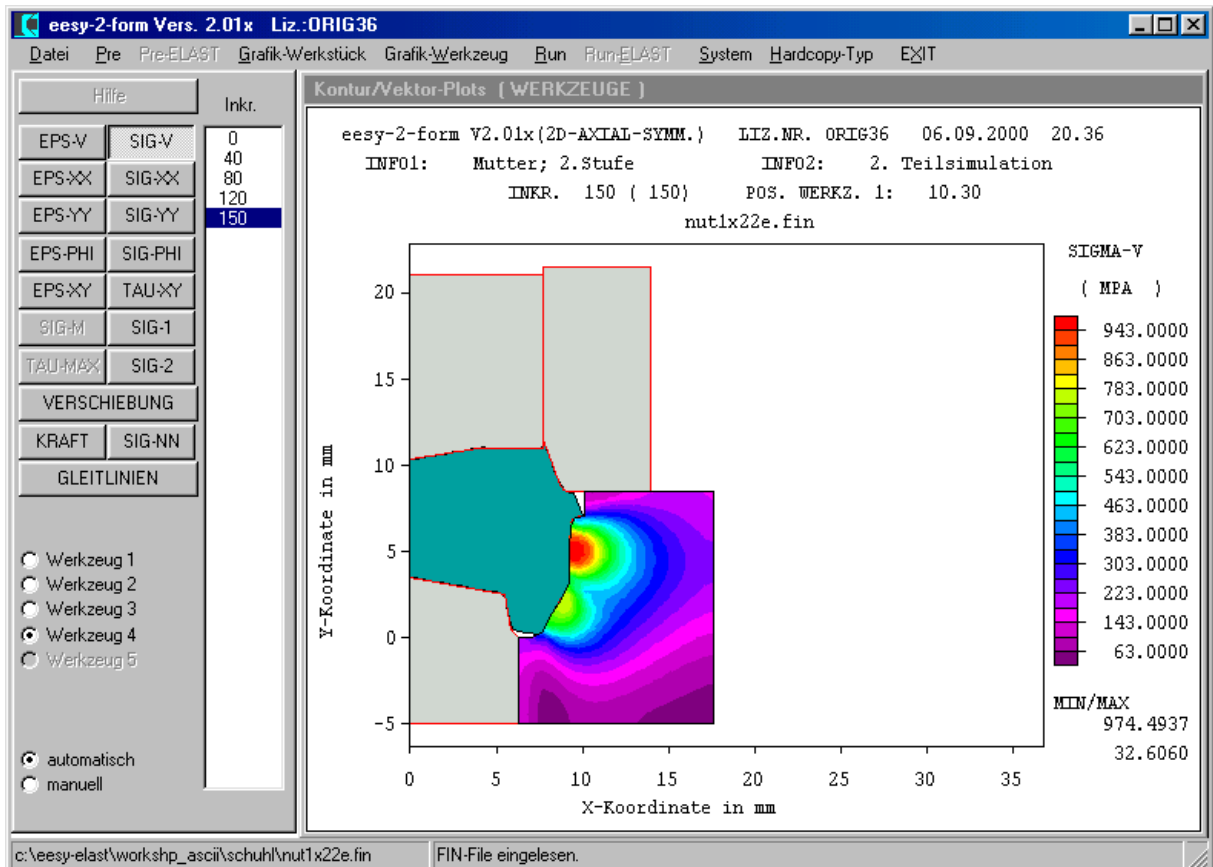 eesy-2-form Vers. 2.01x Liz.:ORIG36
Datei Pre Pre-ELAST Grafik-Werkstück Grafik-Werkzeug Run Run-ELAST System Hardcopy-Typ EXIT
Hilfe
Inkr.
EPS-V SIG-V
EPS-XX SIG-XX
EPS-YY SIG-YY
EPS-PHI SIG-PHI
EPS-XY TAU-XY
SIG-M SIG-1
TAU-MAX SIG-2
VERSCHIEBUNG
KRAFT SIG-NN
GLEITLINIEN
0
40
80
120
150
Werkzeug 1
Werkzeug 2
Werkzeug 3
Werkzeug 4
Werkzeug 5
automatisch
manuell
Kontur/Vektor-Plots ( WERKZEUGE )
eesy-2-form V2.01x(2D-AXIAL-SYMM.) LIZ.NR. ORIG36 06.09.2000 20.36
INFO1: Mutter; 2.Stufe INFO2: 2. Teilsimulation
INKR. 150 ( 150) POS. WERKZ. 1: 10.30
nut1x22e.fin
Y-Koordinate in mm
20
15
10
5
0
-5
0 5 10 15 20 25 30 35
X-Koordinate in mm
SIGMA-V
( MPA )
943.0000
863.0000
783.0000
703.0000
623.0000
543.0000
463.0000
383.0000
303.0000
223.0000
143.0000
63.0000
MIN/MAX
974.4937
32.6060
c:\eesy-elast\workshp_ascii\schuhl\nut1x22e.fin FIN-File eingelesen.